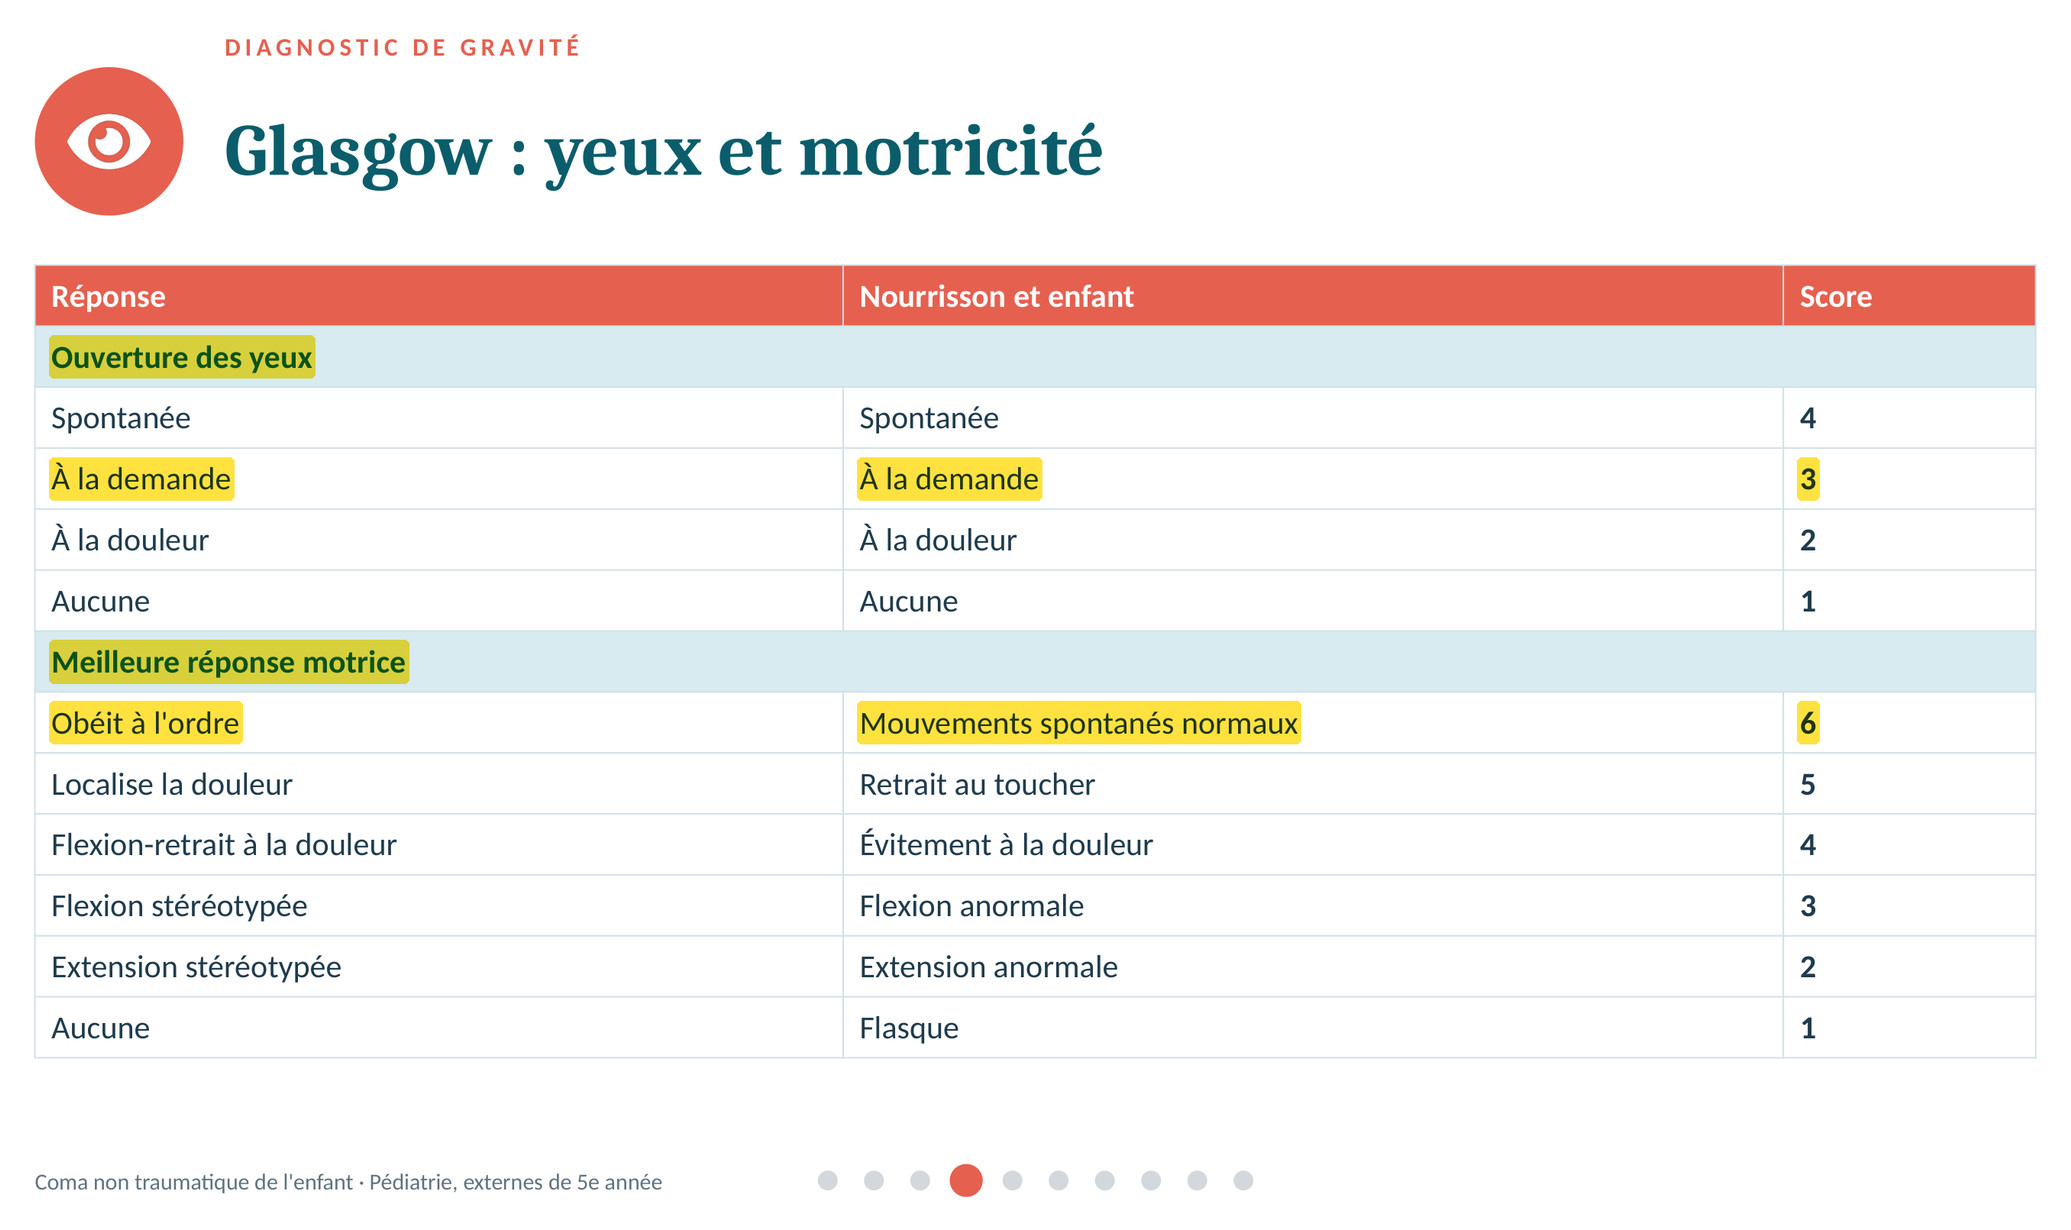 DIAGNOSTIC DE GRAVITÉ
Glasgow : yeux et motricité
Réponse Nourrisson et enfant Score
Ouverture des yeux
Spontanée Spontanée 4
À la demande À la demande 3
À la douleur À la douleur 2
Aucune Aucune 1
Meilleure réponse motrice
Obéit à l'ordre Mouvements spontanés normaux 6
Localise la douleur Retrait au toucher 5
Flexion-retrait à la douleur Évitement à la douleur 4
Flexion stéréotypée Flexion anormale 3
Extension stéréotypée Extension anormale 2
Aucune Flasque 1
Coma non traumatique de l'enfant · Pédiatrie, externes de 5e année